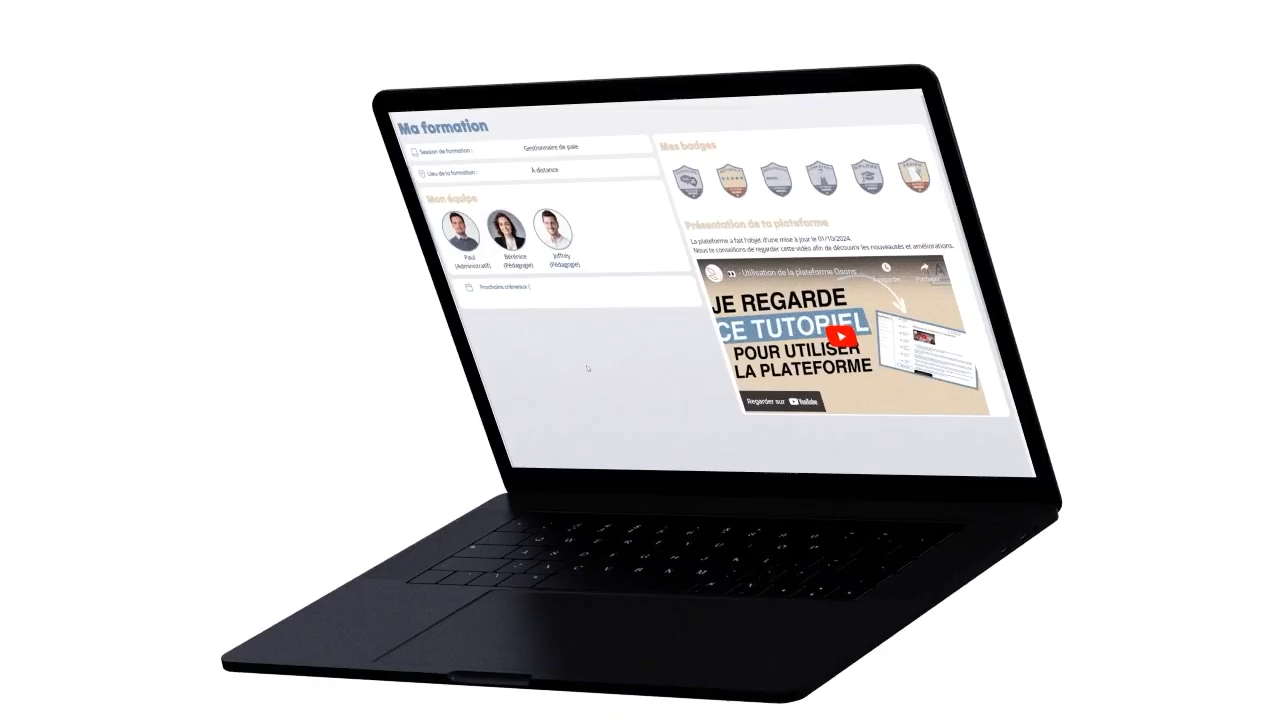 Ma formation
Session de formation :
Gestionnaire de paie
Lieu de la formation :
À distance
Mon équipe
Paul
(Administratif)
Bérénice
(Pédagogie)
Joffrey
(Pédagogie)
Prochains créneaux (
Mes badges
DIPLOMÉ
Présentation de ta plateforme
La plateforme a fait l'objet d'une mise à jour le 01/10/2024.
Nous te conseillons de regarder cette vidéo afin de découvrir les nouveautés et améliorations.
Utilisation de la plateforme Osons ...
Partager
JE REGARDE
CE TUTORIEL
POUR UTILISER
LA PLATEFORME
Regarder sur YouTube